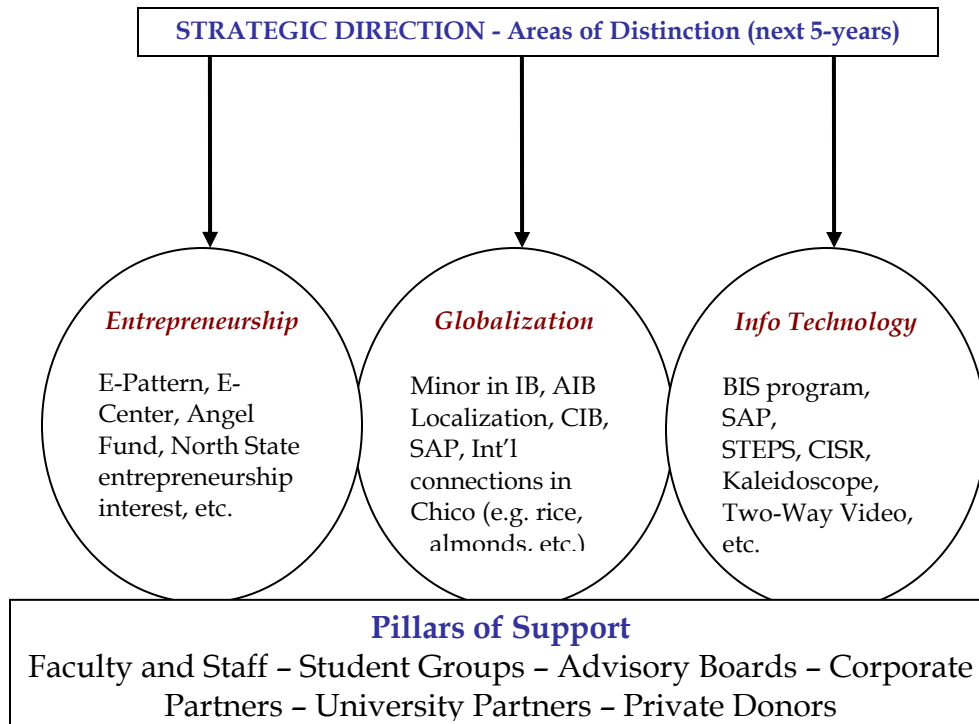 STRATEGIC DIRECTION - Areas of Distinction (next 5-years)
Entrepreneurship
E-Pattern, E-
Center, Angel
Fund, North State
entrepreneurship
interest, etc.
Globalization
Minor in IB, AIB
Localization, CIB,
SAP, Int'l
connections in
Chico (e.g. rice,
almonds, etc.)
Info Technology
BIS program,
SAP,
STEPS, CISR,
Kaleidoscope,
Two-Way Video,
etc.
Pillars of Support
Faculty and Staff – Student Groups – Advisory Boards – Corporate
Partners – University Partners – Private Donors